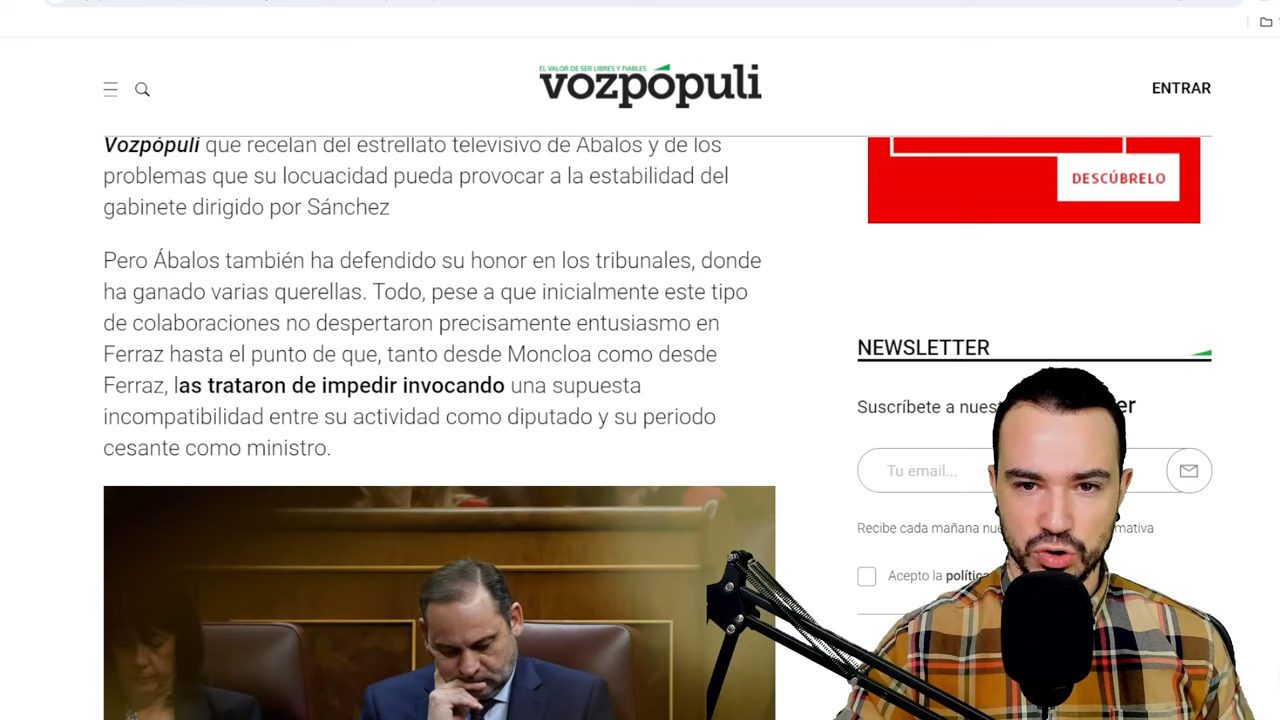 EL VALOR DE SER LIBRES Y FIABLES
vozpópuli
ENTRAR
Vozpópuli que recelan del estrellato televisivo de Ábalos y de los
problemas que su locuacidad pueda provocar a la estabilidad del
gabinete dirigido por Sánchez
Pero Ábalos también ha defendido su honor en los tribunales, donde
ha ganado varias querellas. Todo, pese a que inicialmente este tipo
de colaboraciones no despertaron precisamente entusiasmo en
Ferraz hasta el punto de que, tanto desde Moncloa como desde
Ferraz, las trataron de impedir invocando una supuesta
incompatibilidad entre su actividad como diputado y su periodo
cesante como ministro.
DESCÚBRELO
NEWSLETTER
Suscríbete a
Tu email...
Recibe cada mañana
Acepto la